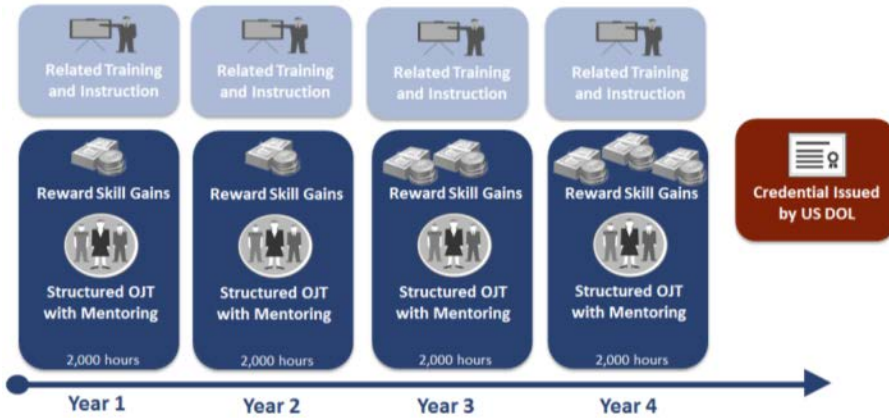 Related Training
and Instruction
Related Training
and Instruction
Related Training
and Instruction
Related Training
and Instruction
Reward Skill Gains
Structured OJT
with Mentoring
2,000 hours
Reward Skill Gains
Structured OJT
with Mentoring
2,000 hours
Reward Skill Gains
Structured OJT
with Mentoring
2,000 hours
Reward Skill Gains
Structured OJT
with Mentoring
2,000 hours
Credential Issued
by US DOL
Year 1
Year 2
Year 3
Year 4